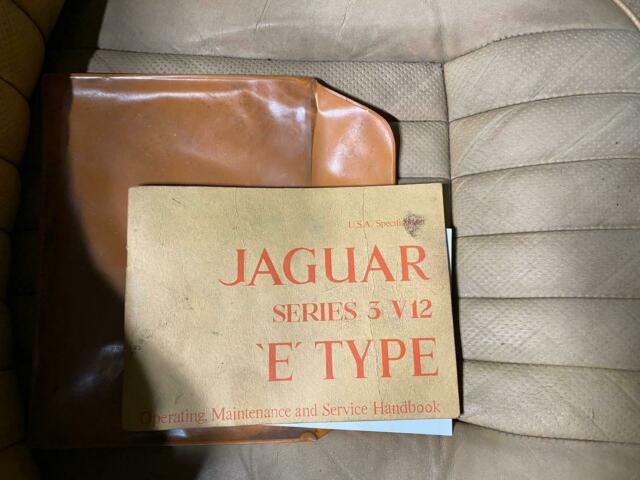 U.S.A.
JAGUAR
SERIES 3 V12
'E' TYPE
Operating, Maintenance and Service Handbook